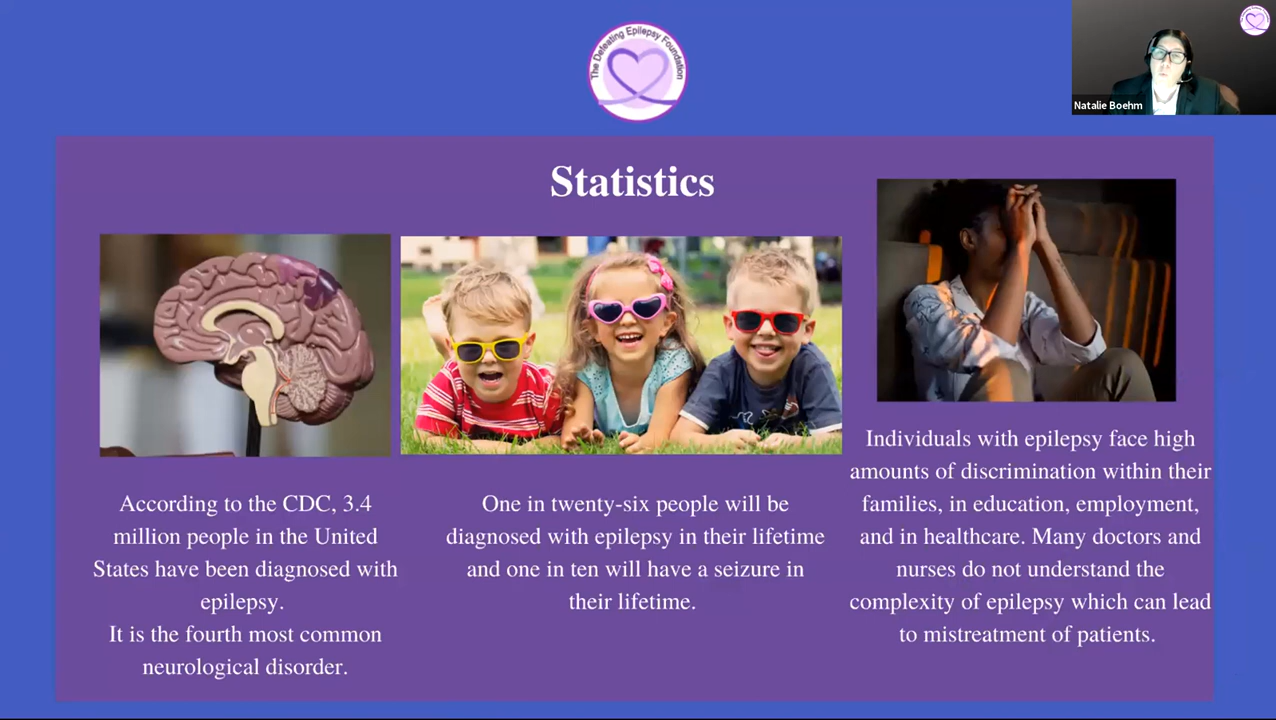 The Defeating Epilepsy Foundation
Natalie Boehm
Statistics
According to the CDC, 3.4
million people in the United
States have been diagnosed with
epilepsy.
It is the fourth most common
neurological disorder.
One in twenty-six people will be
diagnosed with epilepsy in their lifetime
and one in ten will have a seizure in
their lifetime.
Individuals with epilepsy face high
amounts of discrimination within their
families, in education, employment,
and in healthcare. Many doctors and
nurses do not understand the
complexity of epilepsy which can lead
to mistreatment of patients.